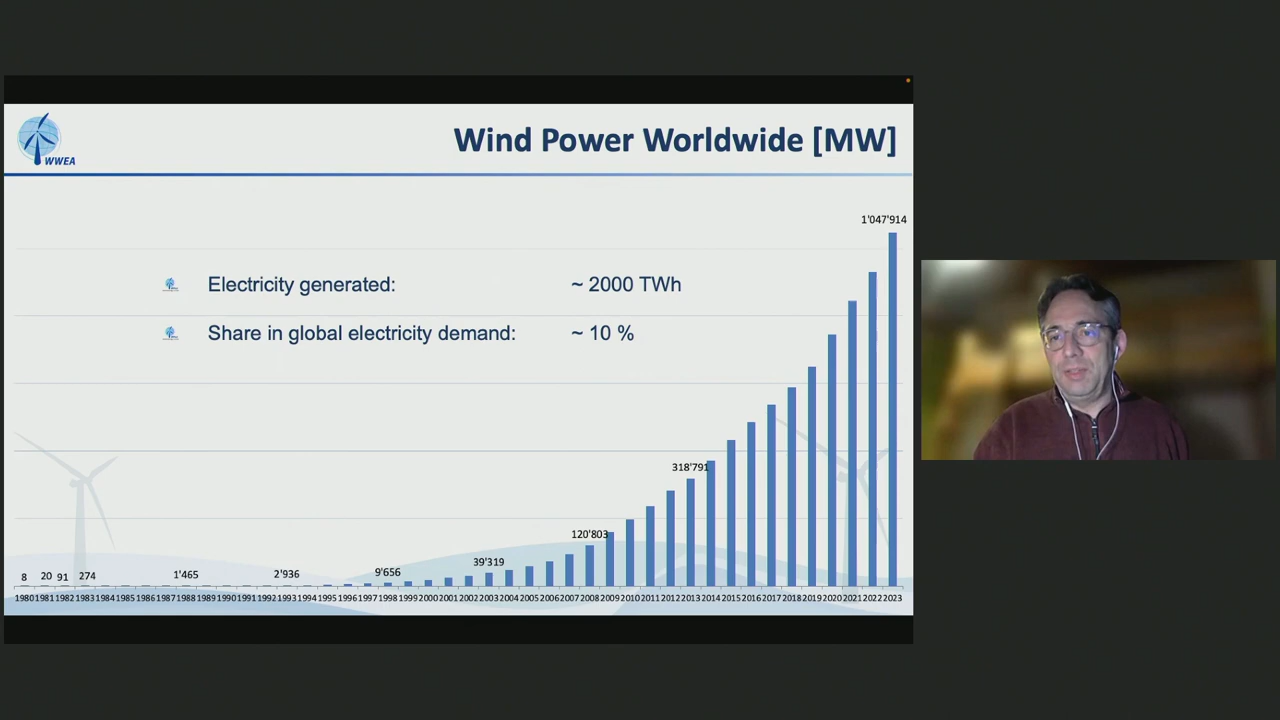 WWEA
Wind Power Worldwide [MW]
1'047'914
Electricity generated: ~ 2000 TWh
Share in global electricity demand: ~ 10 %
318'791
120'803
39'319
9'656
8 20 91 274 1'465 2'936
1980 1981 1982 1983 1984 1985 1986 1987 1988 1989 1990 1991 1992 1993 1994 1995 1996 1997 1998 1999 2000 2001 2002 2003 2004 2005 2006 2007 2008 2009 2010 2011 2012 2013 2014 2015 2016 2017 2018 2019 2020 2021 2022 2023